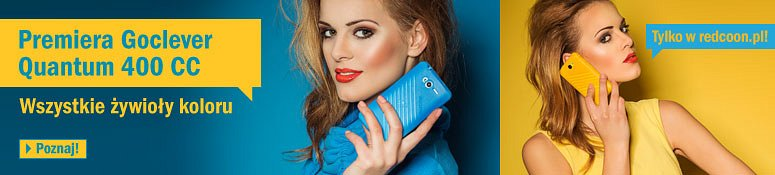 Premiera Goclever
Quantum 400 CC
Wszystkie żywioły koloru
Poznaj!
Tylko w redcoon.pl!